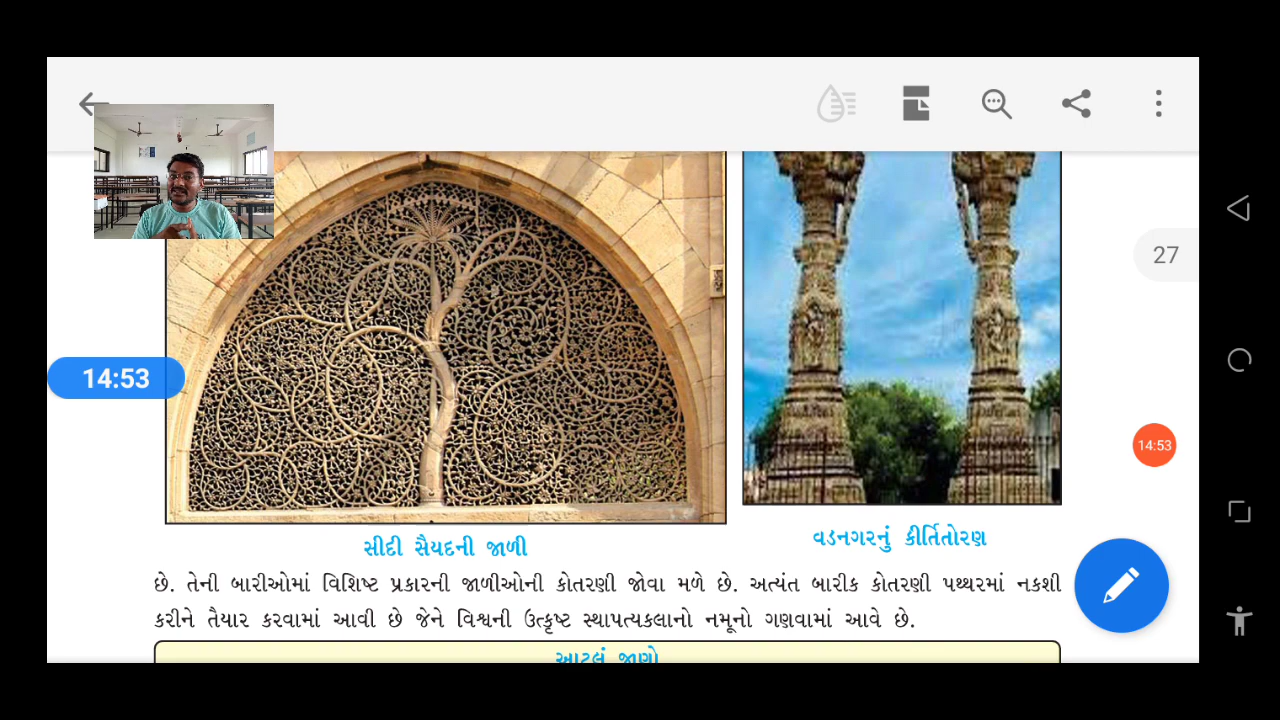 27
14:53
14:53
સીદી સૈયદની જાળી
વડનગરનું કીર્તિતોરણ
છે. તેની બારીઓમાં વિશિષ્ટ પ્રકારની જાળીઓની કોતરણી જોવા મળે છે. અત્યંત બારીક કોતરણી પથ્થરમાં નકશી
કરીને તૈયાર કરવામાં આવી છે જેને વિશ્વની ઉત્કૃષ્ટ સ્થાપત્યકલાનો નમૂનો ગણવામાં આવે છે.
આટલું જાણો